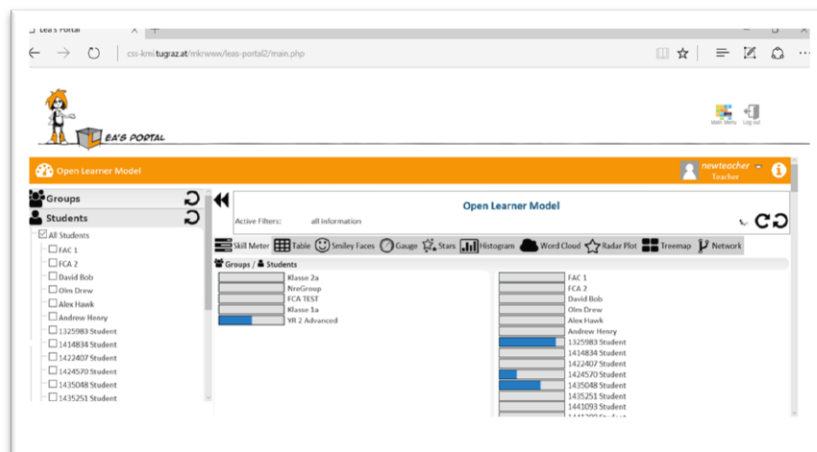 Lea's Portal
css-kmi.tugraz.at/mkrwww/leas-portal2/main.php
LEA'S PORTAL
Main Menu Log out
Open Learner Model
newteacher
Teacher
Groups
Students
All Students
FAC 1
FCA 2
David Bob
Olm Drew
Alex Hawk
Andrew Henry
1325983 Student
1414834 Student
1422407 Student
1424570 Student
1435048 Student
1435251 Student
Open Learner Model
Active Filters: all information
Skill Meter Table Smiley Faces Gauge Stars Histogram Word Cloud Radar Plot Treemap Network
Groups / Students
Klasse 2a
NreGroup
FCA TEST
Klasse 1a
YR 2 Advanced
FAC 1
FCA 2
David Bob
Olm Drew
Alex Hawk
Andrew Henry
1325983 Student
1414834 Student
1422407 Student
1424570 Student
1435048 Student
1435251 Student
1441093 Student